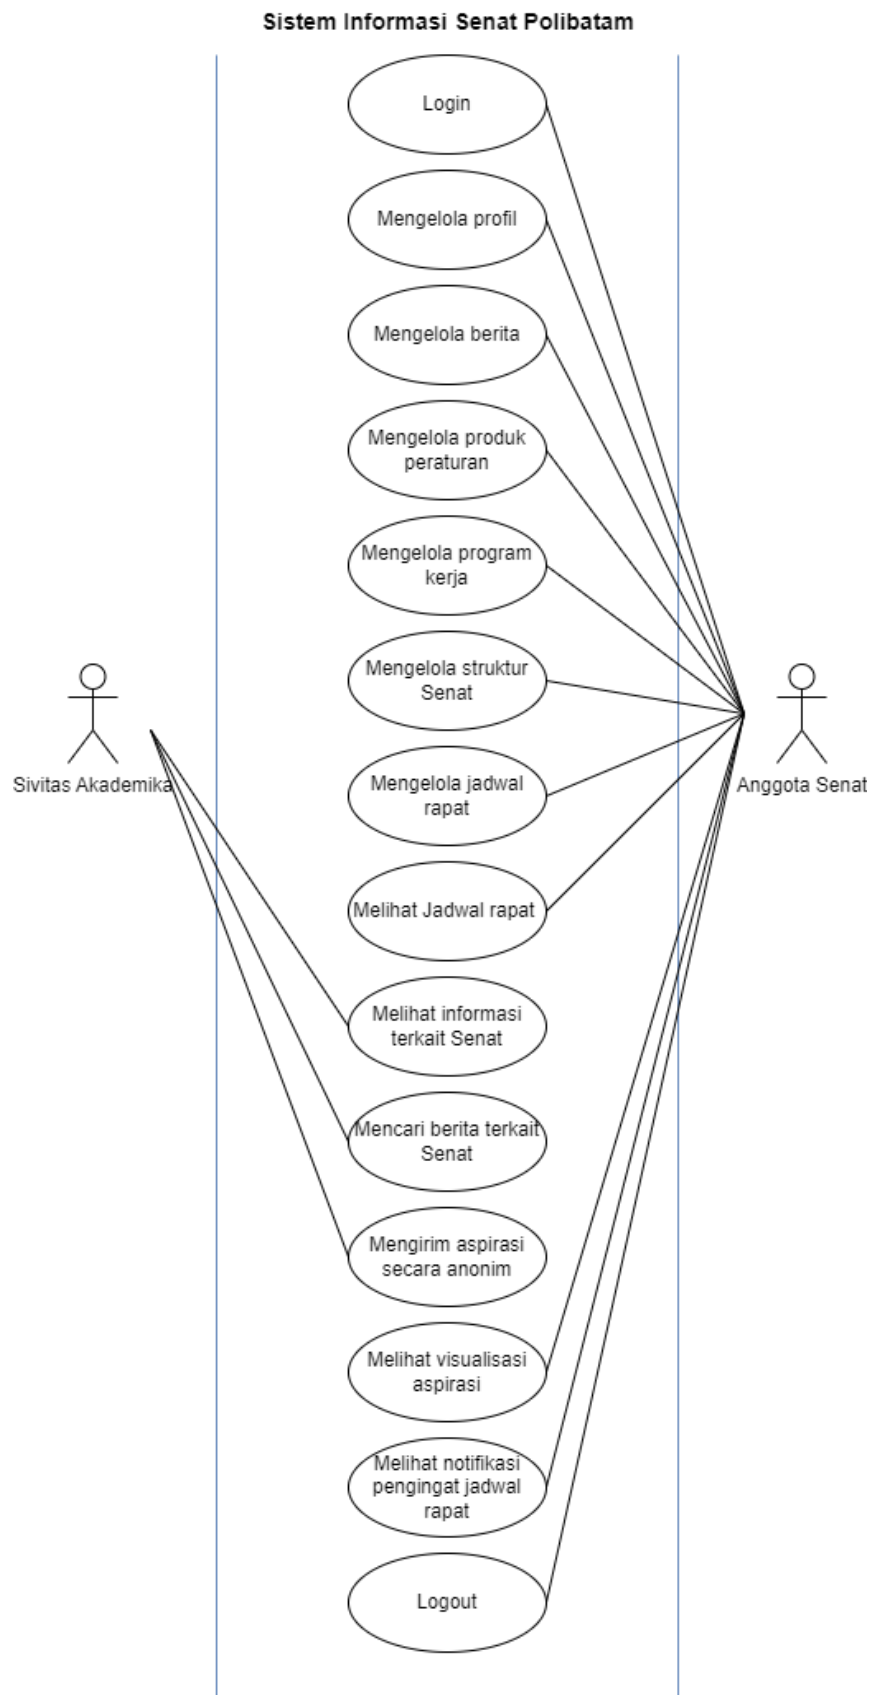 Sistem Informasi Senat Polibatam
Login
Mengelola profil
Mengelola berita
Mengelola produk
peraturan
Mengelola program
kerja
Mengelola struktur
Senat
Sivitas Akademika
Anggota Senat
Mengelola jadwal
rapat
Melihat Jadwal rapat
Melihat informasi
terkait Senat
Mencari berita terkait
Senat
Mengirim aspirasi
secara anonim
Melihat visualisasi
aspirasi
Melihat notifikasi
pengingat jadwal
rapat
Logout